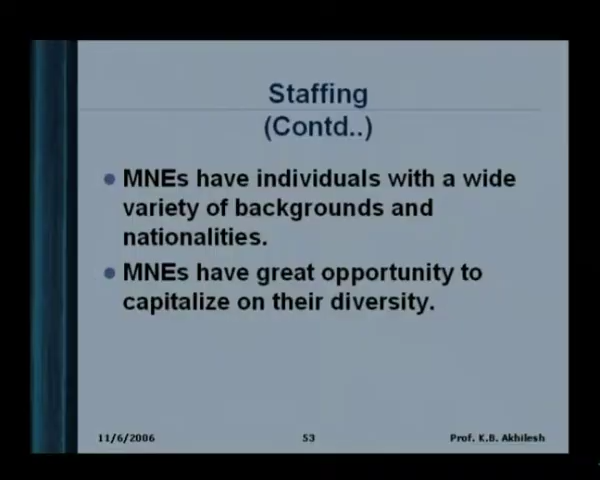 Staffing
(Contd..)
MNEs have individuals with a wide
variety of backgrounds and
nationalities.
MNEs have great opportunity to
capitalize on their diversity.
11/6/2006 53 Prof. K.B. Akhilesh